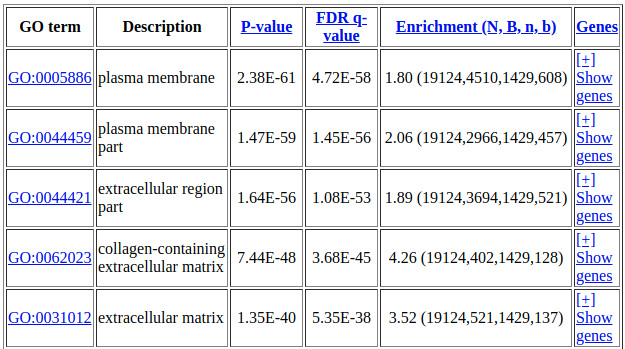 GO term Description P-value FDR q-value Enrichment (N, B, n, b) Genes
GO:0005886 plasma membrane 2.38E-61 4.72E-58 1.80 (19124,4510,1429,608) [+] Show genes
GO:0044459 plasma membrane part 1.47E-59 1.45E-56 2.06 (19124,2966,1429,457) [+] Show genes
GO:0044421 extracellular region part 1.64E-56 1.08E-53 1.89 (19124,3694,1429,521) [+] Show genes
GO:0062023 collagen-containing extracellular matrix 7.44E-48 3.68E-45 4.26 (19124,402,1429,128) [+] Show genes
GO:0031012 extracellular matrix 1.35E-40 5.35E-38 3.52 (19124,521,1429,137) [+] Show genes